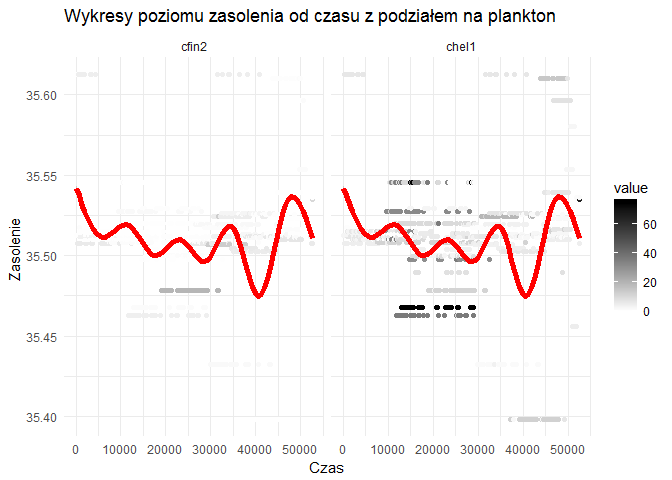 Wykresy poziomu zasolenia od czasu z podziałem na plankton
cfin2
chel1
35.60
35.55
35.50
35.45
35.40
Zasolenie
0 10000 20000 30000 40000 50000
0 10000 20000 30000 40000 50000
Czas
value
60
40
20
0